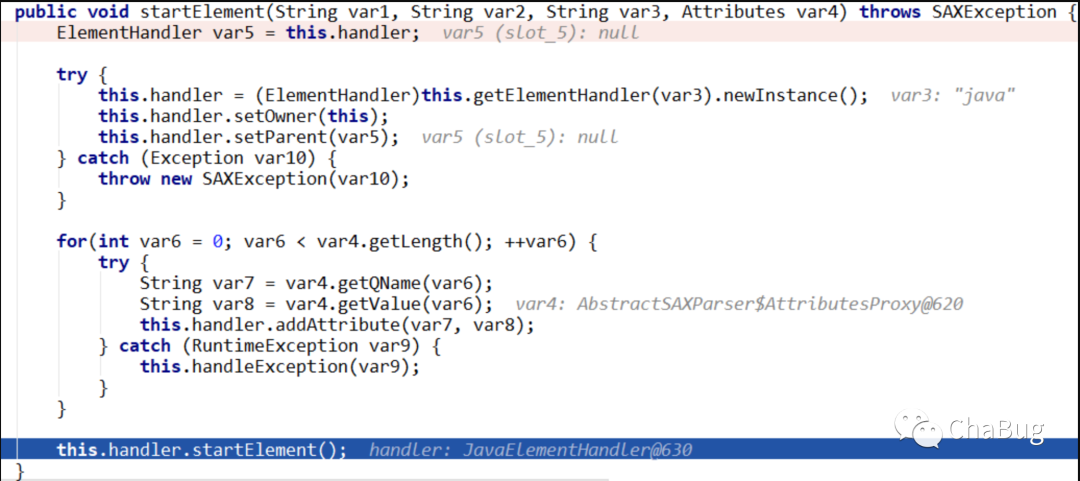 public void startElement(String var1, String var2, String var3, Attributes var4) throws SAXException {
    ElementHandler var5 = this.handler;  var5 (slot_5): null

    try {
        this.handler = (ElementHandler)this.getElementHandler(var3).newInstance();  var3: "java"
        this.handler.setOwner(this);
        this.handler.setParent(var5);  var5 (slot_5): null
    } catch (Exception var10) {
        throw new SAXException(var10);
    }

    for(int var6 = 0; var6 < var4.getLength(); ++var6) {
        try {
            String var7 = var4.getQName(var6);
            String var8 = var4.getValue(var6);  var4: AbstractSAXParser$AttributesProxy@620
            this.handler.addAttribute(var7, var8);
        } catch (RuntimeException var9) {
            this.handleException(var9);
        }
    }

    this.handler.startElement();  handler: JavaElementHandler@630
}
ChaBug